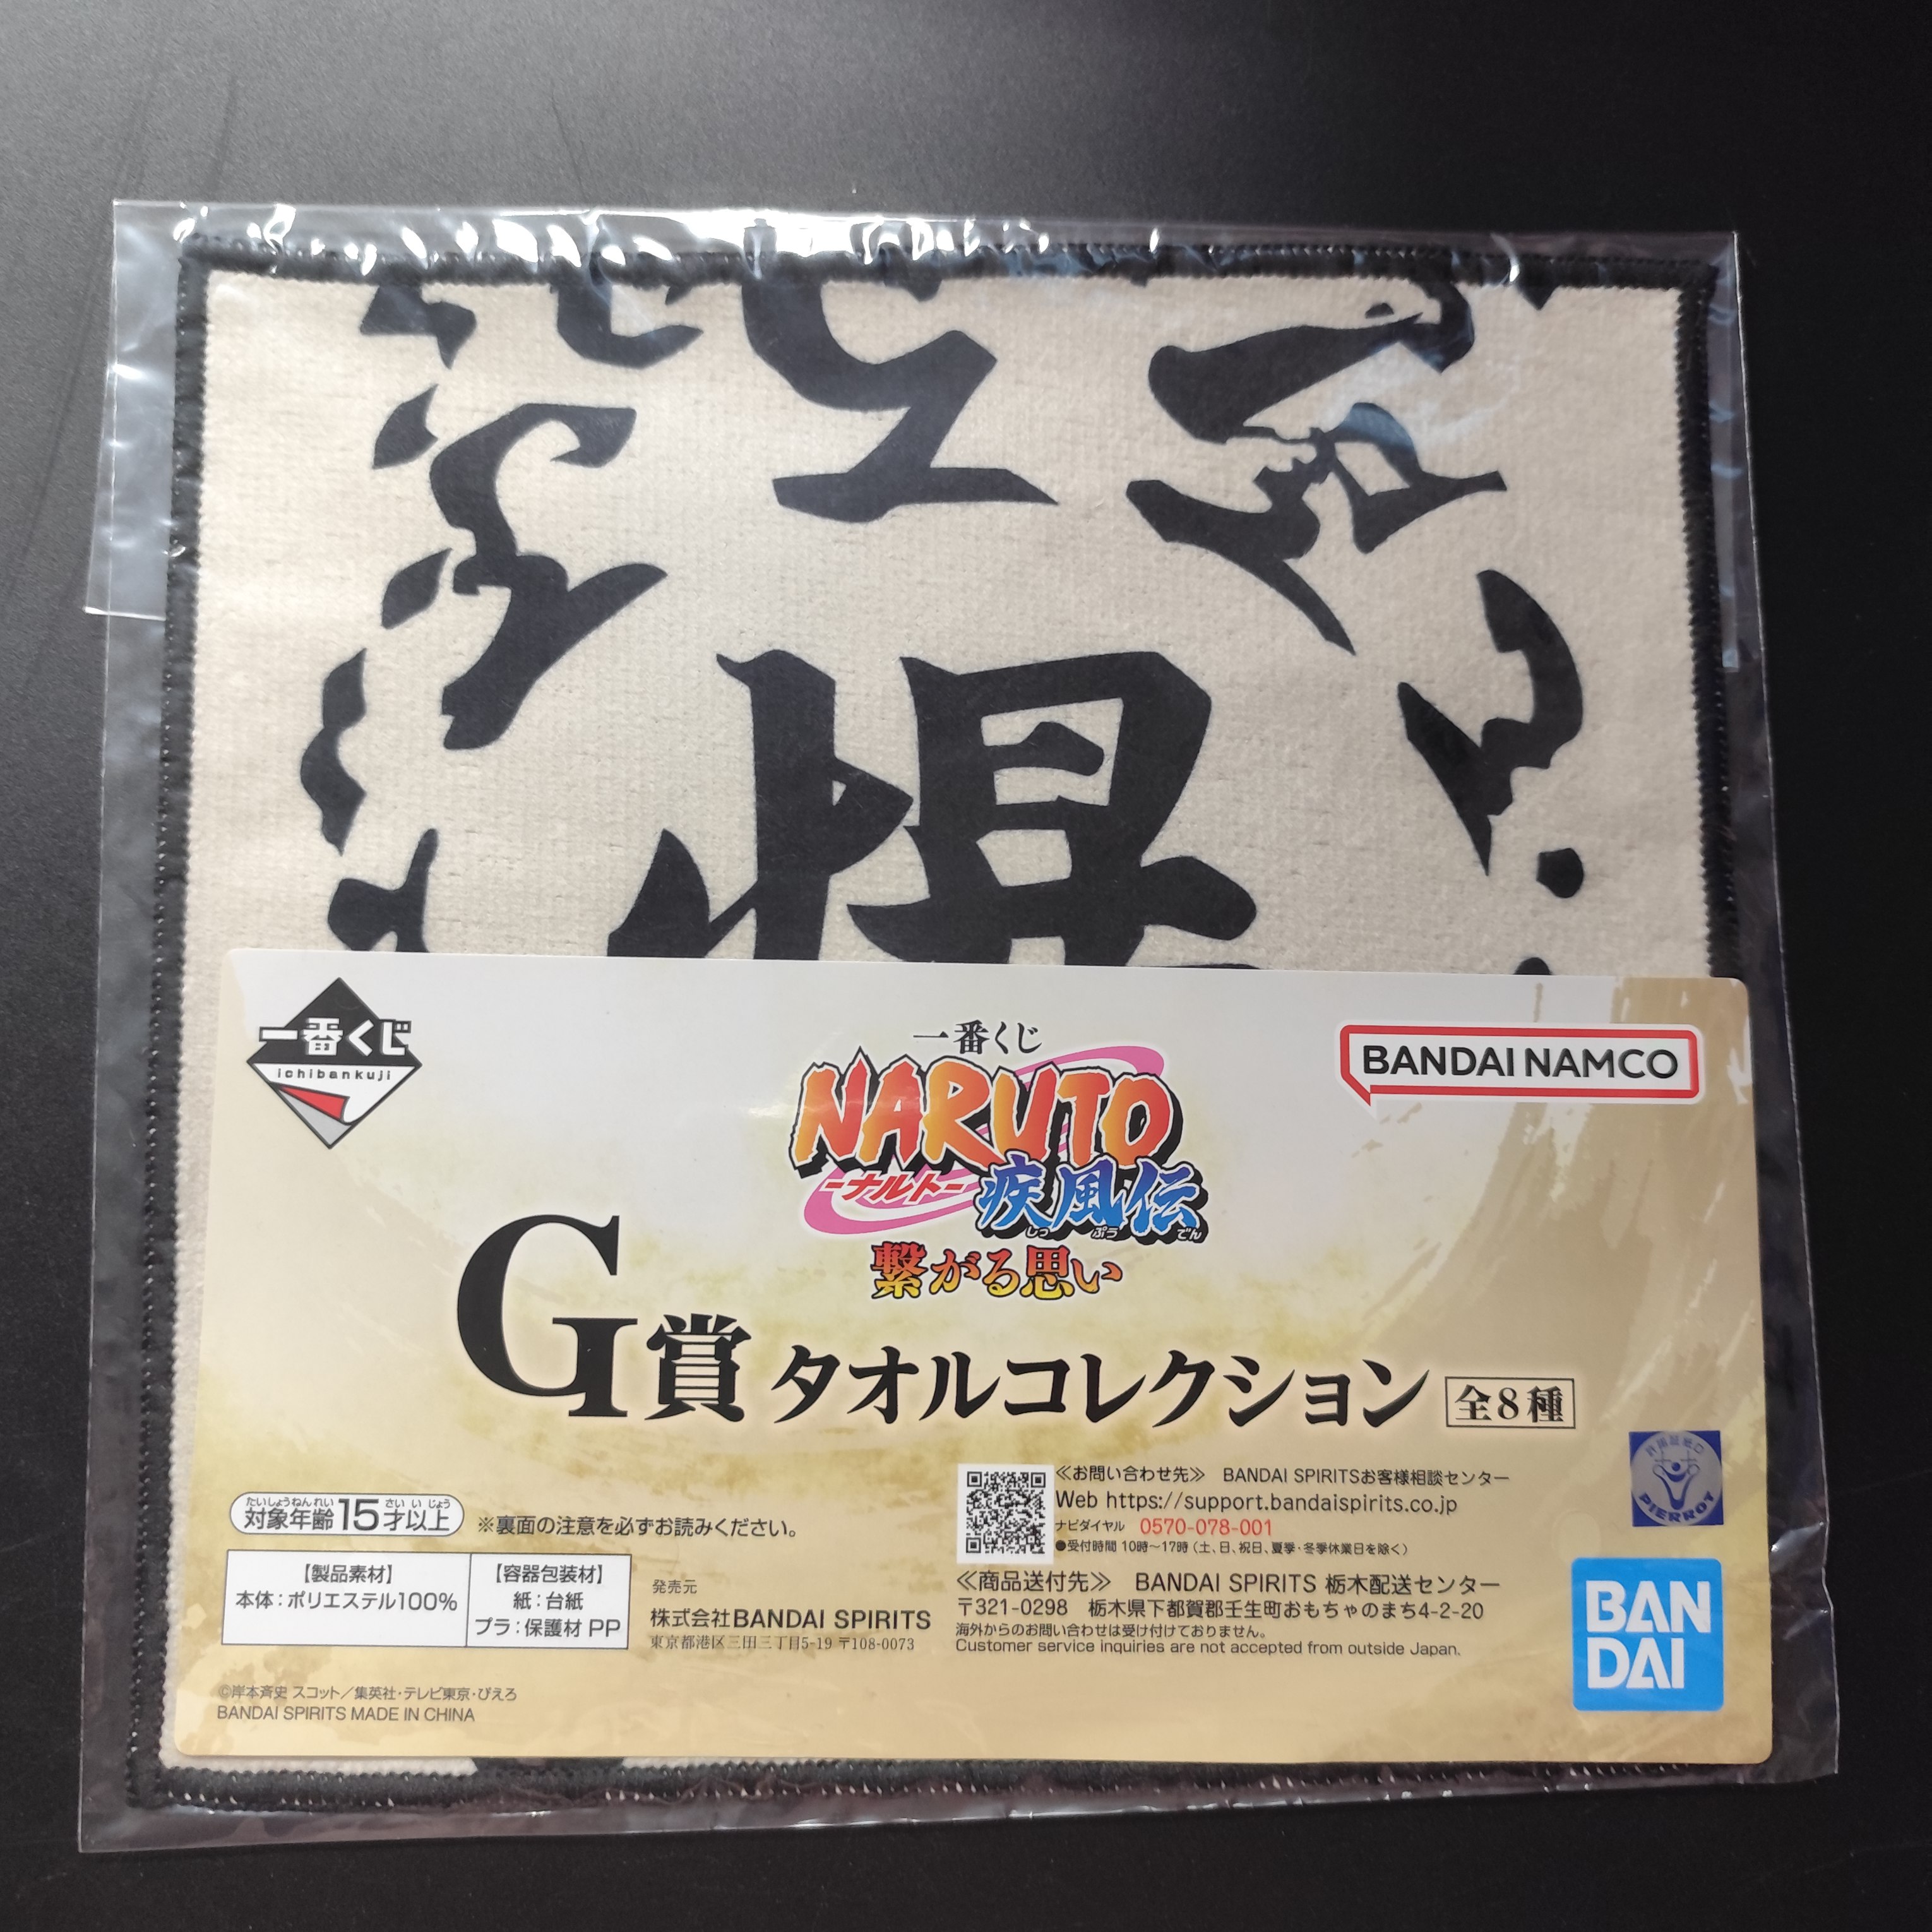 一番くじ
ichibankuji
一番くじ
NARUTO
-ナルト-
疾風伝
しっ ぷう でん
繋がる思い
BANDAI NAMCO
G賞 タオルコレクション 全8種
たいしょうねんれい さい い じょう
対象年齢15才以上
※裏面の注意を必ずお読みください。
【製品素材】
本体:ポリエステル100%
【容器包装材】
紙:台紙
プラ:保護材 PP
発売元
株式会社BANDAI SPIRITS
東京都港区三田三丁目5-19 〒108-0073
≪お問い合わせ先≫ BANDAI SPIRITSお客様相談センター
Web https://support.bandaispirits.co.jp
ナビダイヤル 0570-078-001
●受付時間 10時～17時(土、日、祝日、夏季・冬季休業日を除く)
≪商品送付先≫ BANDAI SPIRITS 栃木配送センター
〒321-0298 栃木県下都賀郡壬生町おもちゃのまち4-2-20
海外からのお問い合わせは受け付けておりません。
Customer service inquiries are not accepted from outside Japan.
PIERROT
BANDAI
©岸本斉史 スコット／集英社・テレビ東京・ぴえろ
BANDAI SPIRITS MADE IN CHINA